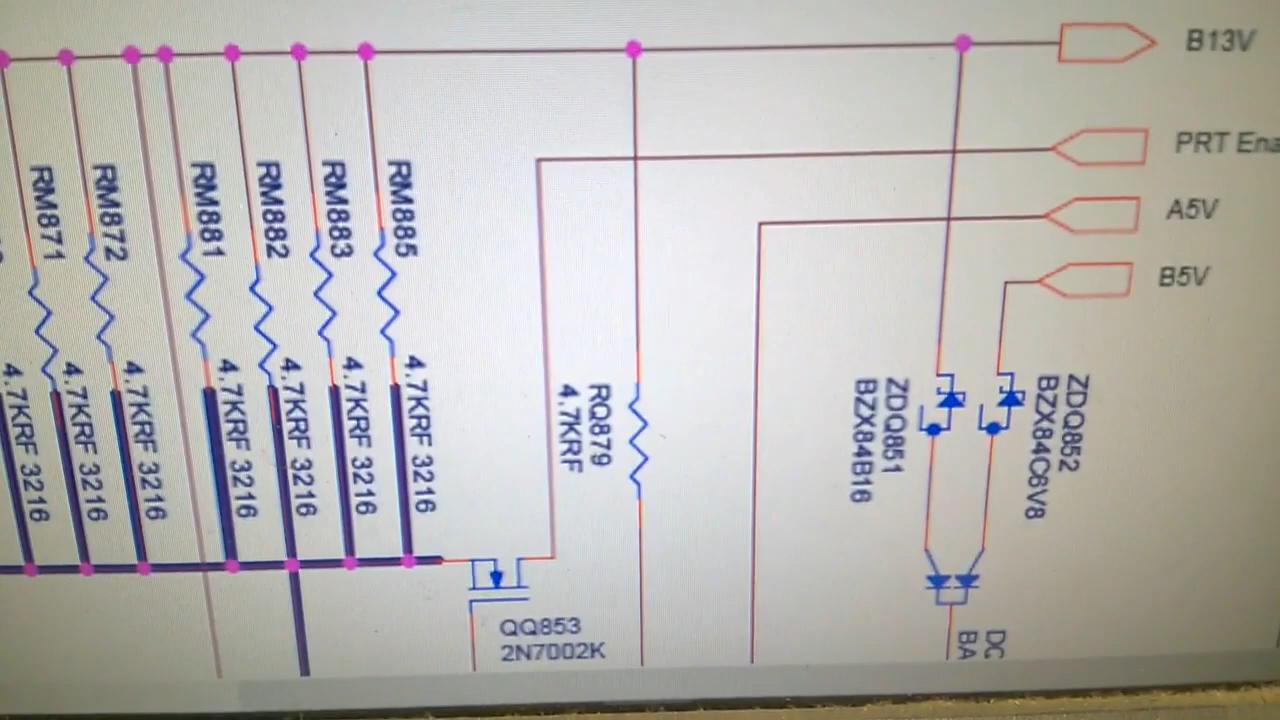 B13V
PRT Ena
A5V
B5V
RM871
RM872
RM881
RM882
RM883
RM885
4.7KRF 3216
4.7KRF 3216
4.7KRF 3216
4.7KRF 3216
4.7KRF 3216
4.7KRF 3216
4.7KRF 3216
RQ879
4.7KRF
ZDQ851
BZX84B16
ZDQ852
BZX84C6V8
QQ853
2N7002K
DC
BA